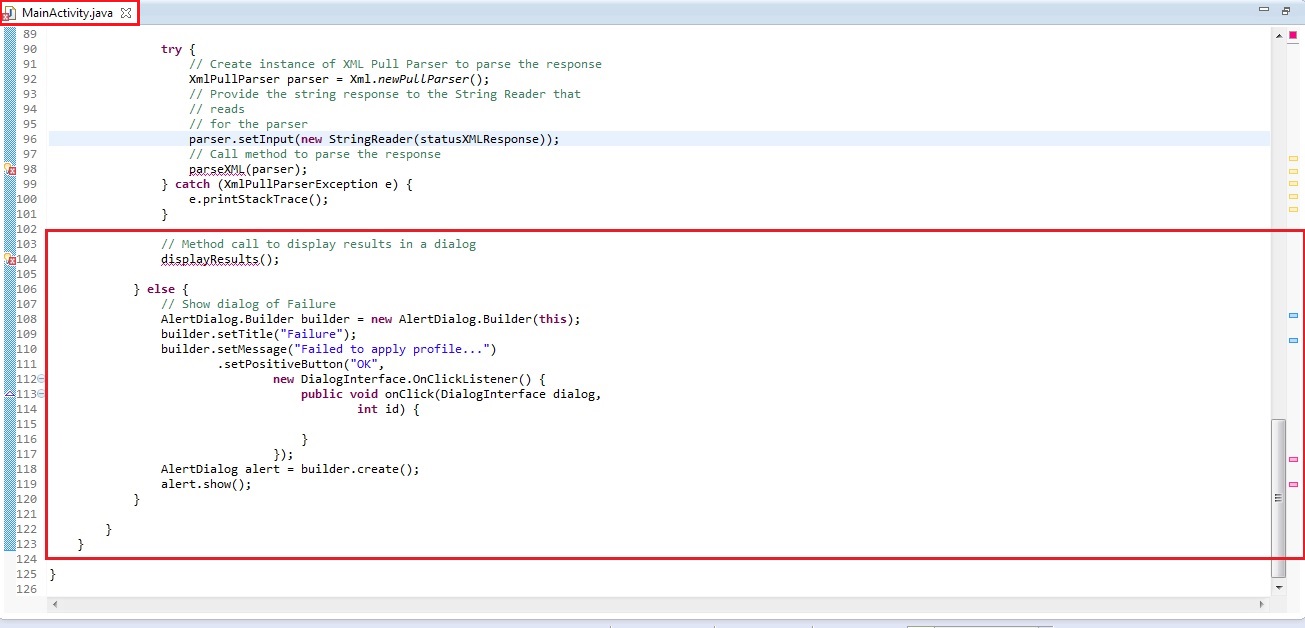 MainActivity.java
89
90 try {
91 // Create instance of XML Pull Parser to parse the response
92 XmlPullParser parser = Xml.newPullParser();
93 // Provide the string response to the String Reader that
94 // reads
95 // for the parser
96 parser.setInput(new StringReader(statusXMLResponse));
97 // Call method to parse the response
98 parseXML(parser);
99 } catch (XmlPullParserException e) {
100 e.printStackTrace();
101 }
102
103 // Method call to display results in a dialog
104 displayResults();
105
106 } else {
107 // Show dialog of Failure
108 AlertDialog.Builder builder = new AlertDialog.Builder(this);
109 builder.setTitle("Failure");
110 builder.setMessage("Failed to apply profile...")
111 .setPositiveButton("OK",
112 new DialogInterface.OnClickListener() {
113 public void onClick(DialogInterface dialog,
114 int id) {
115
116 }
117 });
118 AlertDialog alert = builder.create();
119 alert.show();
120 }
121
122 }
123 }
124
125 }
126